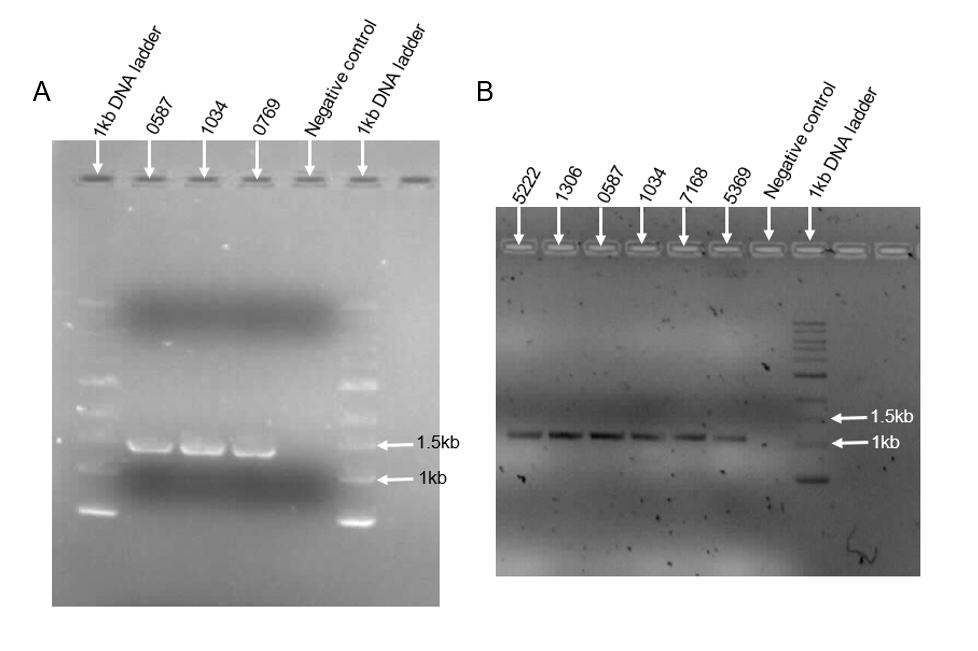 A
1kb DNA ladder
0587
1034
0769
Negative control
1kb DNA ladder
1.5kb
1kb
B
5222
1306
0587
1034
7168
5369
Negative control
1kb DNA ladder
1.5kb
1kb